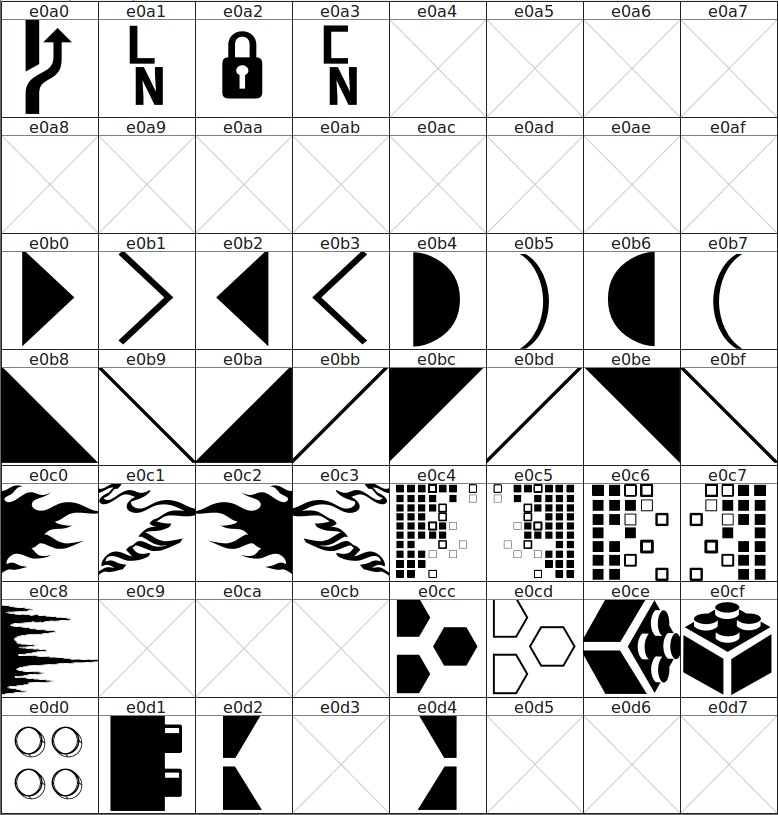 e0a0 e0a1 e0a2 e0a3 e0a4 e0a5 e0a6 e0a7
L L C
N N
e0a8 e0a9 e0aa e0ab e0ac e0ad e0ae e0af
e0b0 e0b1 e0b2 e0b3 e0b4 e0b5 e0b6 e0b7
e0b8 e0b9 e0ba e0bb e0bc e0bd e0be e0bf
e0c0 e0c1 e0c2 e0c3 e0c4 e0c5 e0c6 e0c7
e0c8 e0c9 e0ca e0cb e0cc e0cd e0ce e0cf
e0d0 e0d1 e0d2 e0d3 e0d4 e0d5 e0d6 e0d7